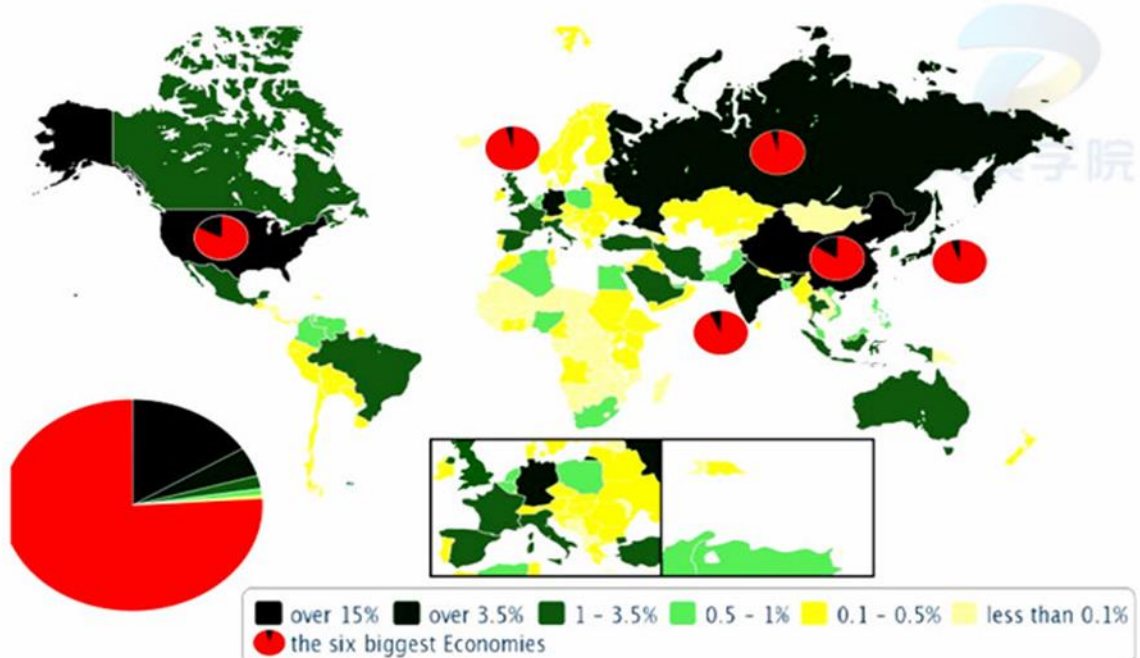 学院
over 15% over 3.5% 1 - 3.5% 0.5 - 1% 0.1 - 0.5% less than 0.1%
the six biggest Economies